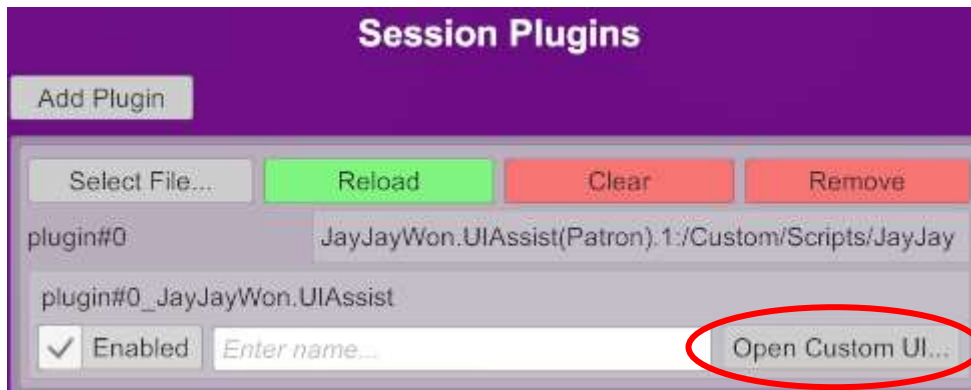 Session Plugins
Add Plugin
Select File... Reload Clear Remove
plugin#0 JayJayWon.UIAssist(Patron).1:/Custom/Scripts/JayJay
plugin#0_JayJayWon.UIAssist
Enabled Enter name... Open Custom UI...